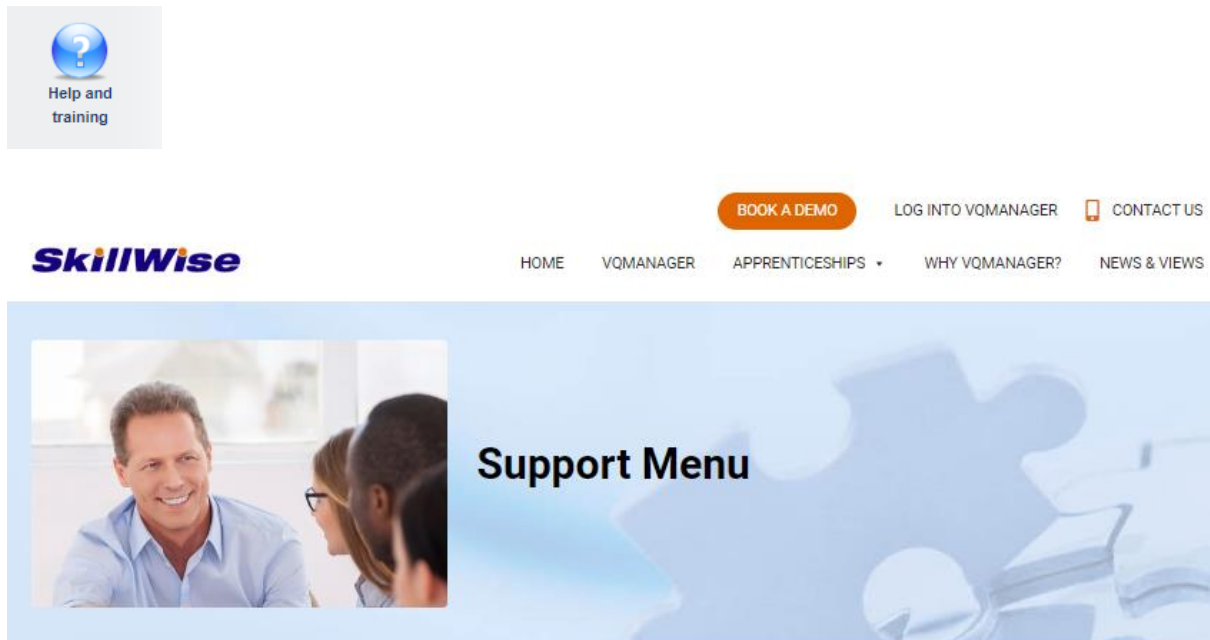 ?
Help and
training
BOOK A DEMO LOG INTO VQMANAGER CONTACT US
SkillWise
HOME VQMANAGER APPRENTICESHIPS WHY VQMANAGER? NEWS & VIEWS
Support Menu